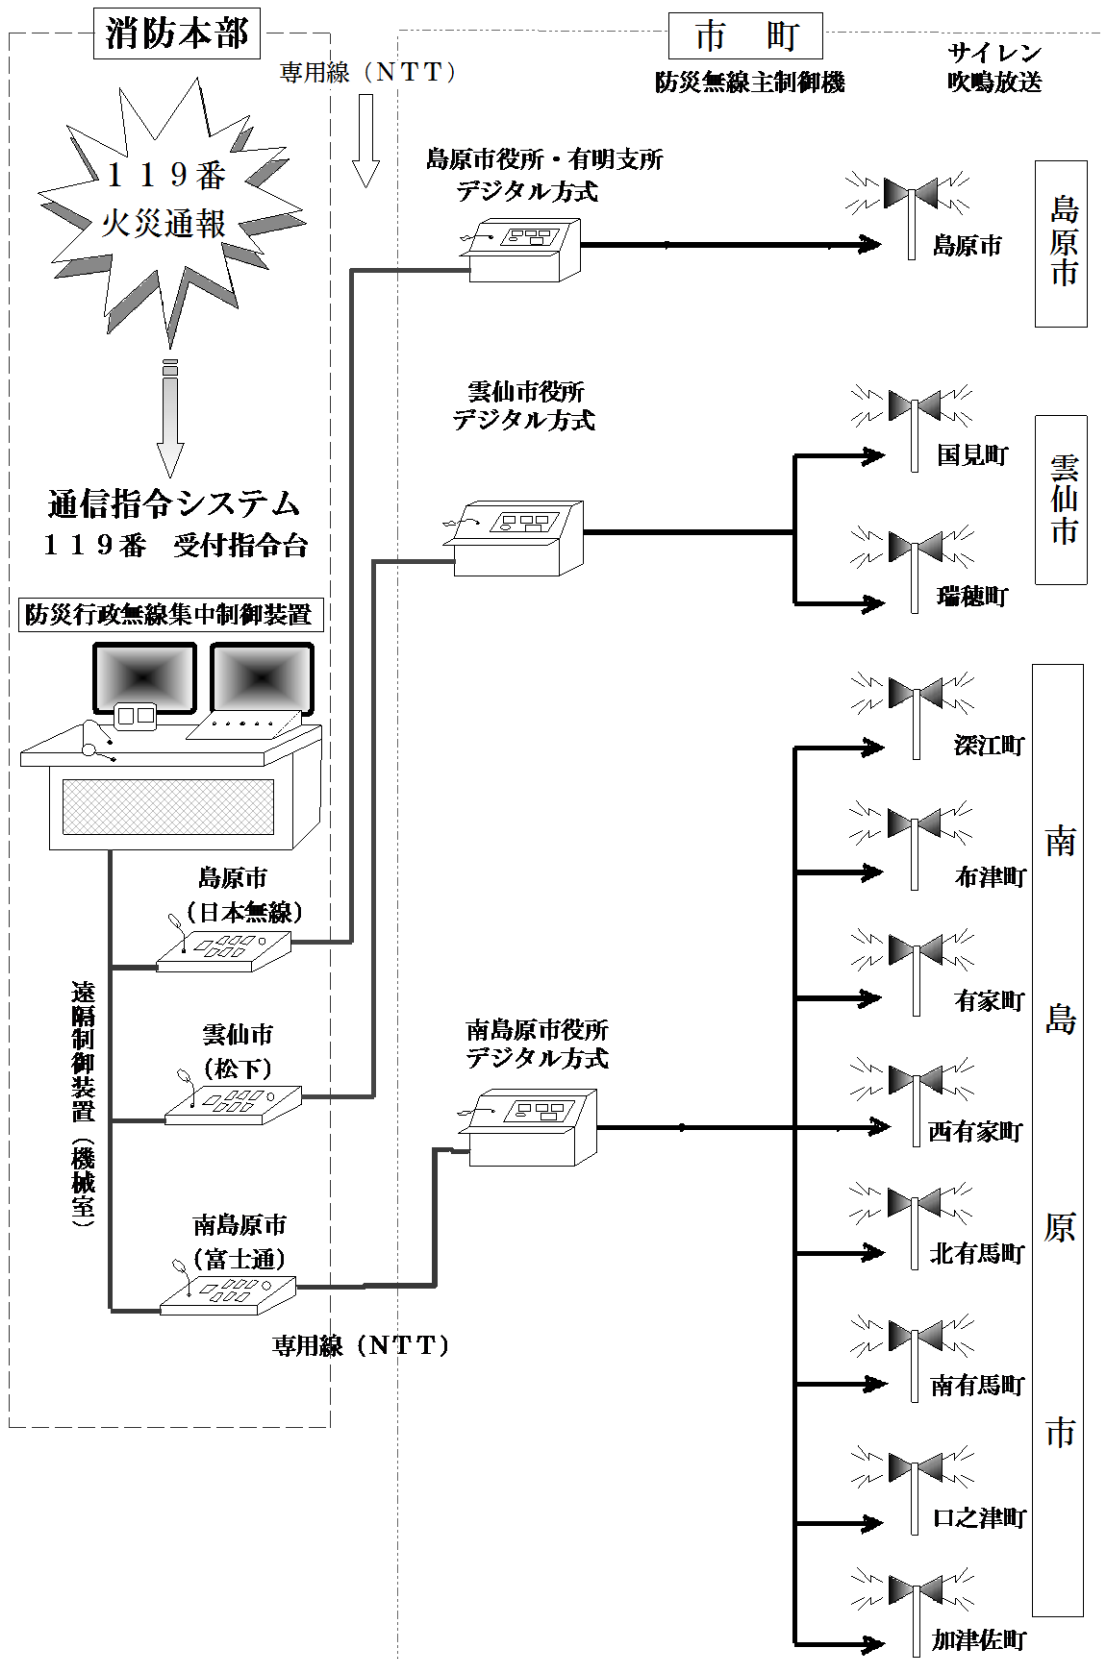 消防本部
専用線（ＮＴＴ）
市　町
防災無線主制御機
サイレン
吹鳴放送
１１９番
火災通報
島原市役所・有明支所
デジタル方式
島原市
島原市
雲仙市役所
デジタル方式
国見町
瑞穂町
雲仙市
通信指令システム
１１９番　受付指令台
防災行政無線集中制御装置
島原市
（日本無線）
雲仙市
（松下）
南島原市
（富士通）
遠隔制御装置（機械室）
専用線（ＮＴＴ）
南島原市役所
デジタル方式
深江町
布津町
有家町
西有家町
北有馬町
南有馬町
口之津町
加津佐町
南島原市